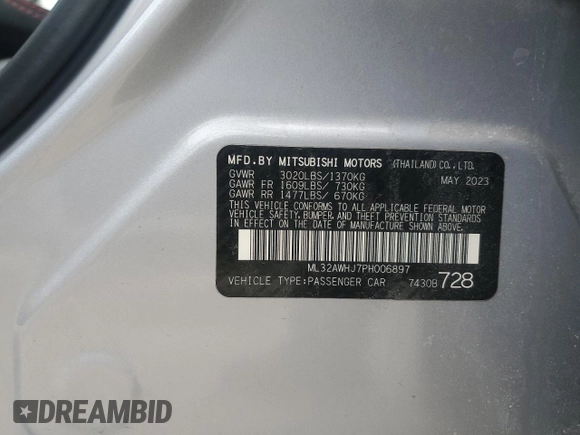 MFD.BY MITSUBISHI MOTORS (THAILAND) CO., LTD.
GVWR 3020LBS/1370KG MAY 2023
GAWR FR 1609LBS/ 730KG
GAWR RR 1477LBS/ 670KG
THIS VEHICLE CONFORMS TO ALL APPLICABLE FEDERAL MOTOR
VEHICLE SAFETY, BUMPER, AND THEFT PREVENTION STANDARDS
IN EFFECT ON THE DATE OF MANUFACTURE SHOWN ABOVE.
ML32AWHJ7PH006897
VEHICLE TYPE:PASSENGER CAR 7430B 728
DREAMBID